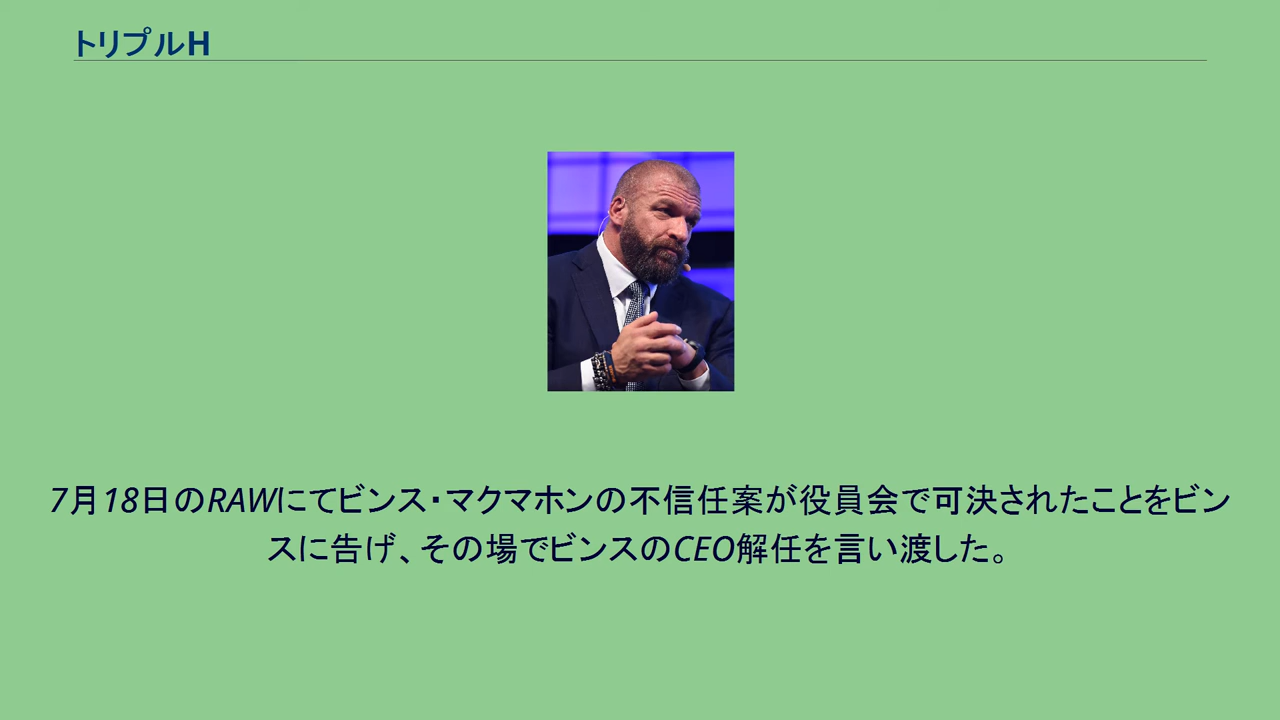 トリプルH
7月18日のRAWにてビンス・マクマホンの不信任案が役員会で可決されたことをビン
スに告げ、その場でビンスのCEO解任を言い渡した。